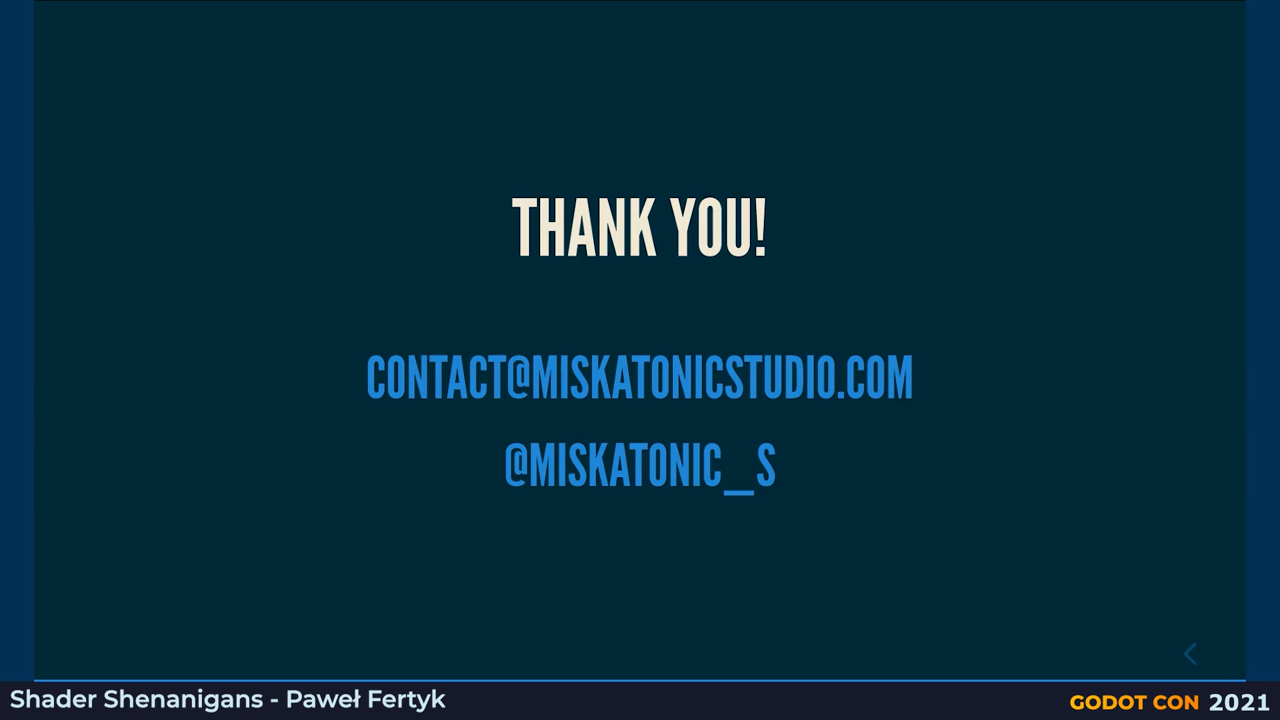 THANK YOU!
CONTACT@MISKATONICSTUDIO.COM
@MISKATONIC_S
Shader Shenanigans - Paweł Fertyk
GODOT CON 2021